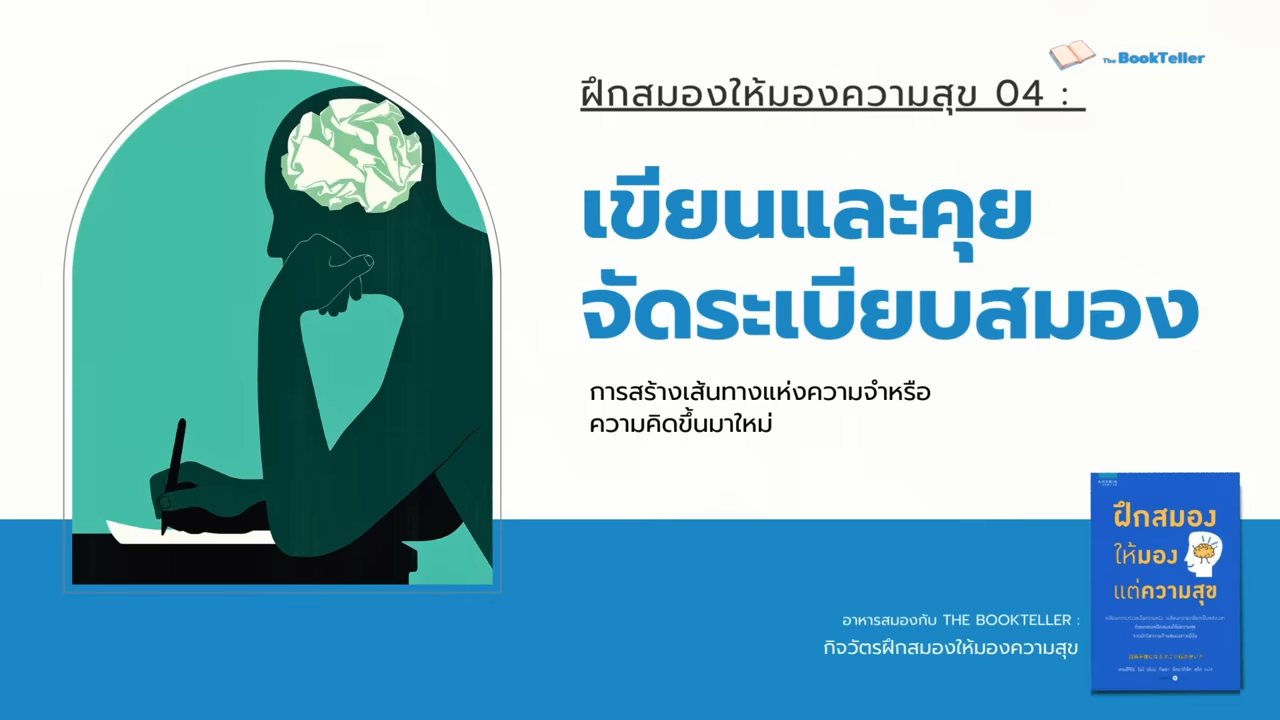 The BookTeller
ฝึกสมองให้มองความสุข 04 :
เขียนและคุย
จัดระเบียบสมอง
การสร้างเส้นทางแห่งความจำหรือ
ความคิดขึ้นมาใหม่
อาหารสมองกับ THE BOOKTELLER :
กิจวัตรฝึกสมองให้มองความสุข
ฝึกสมอง
ให้มอง
แต่ความสุข